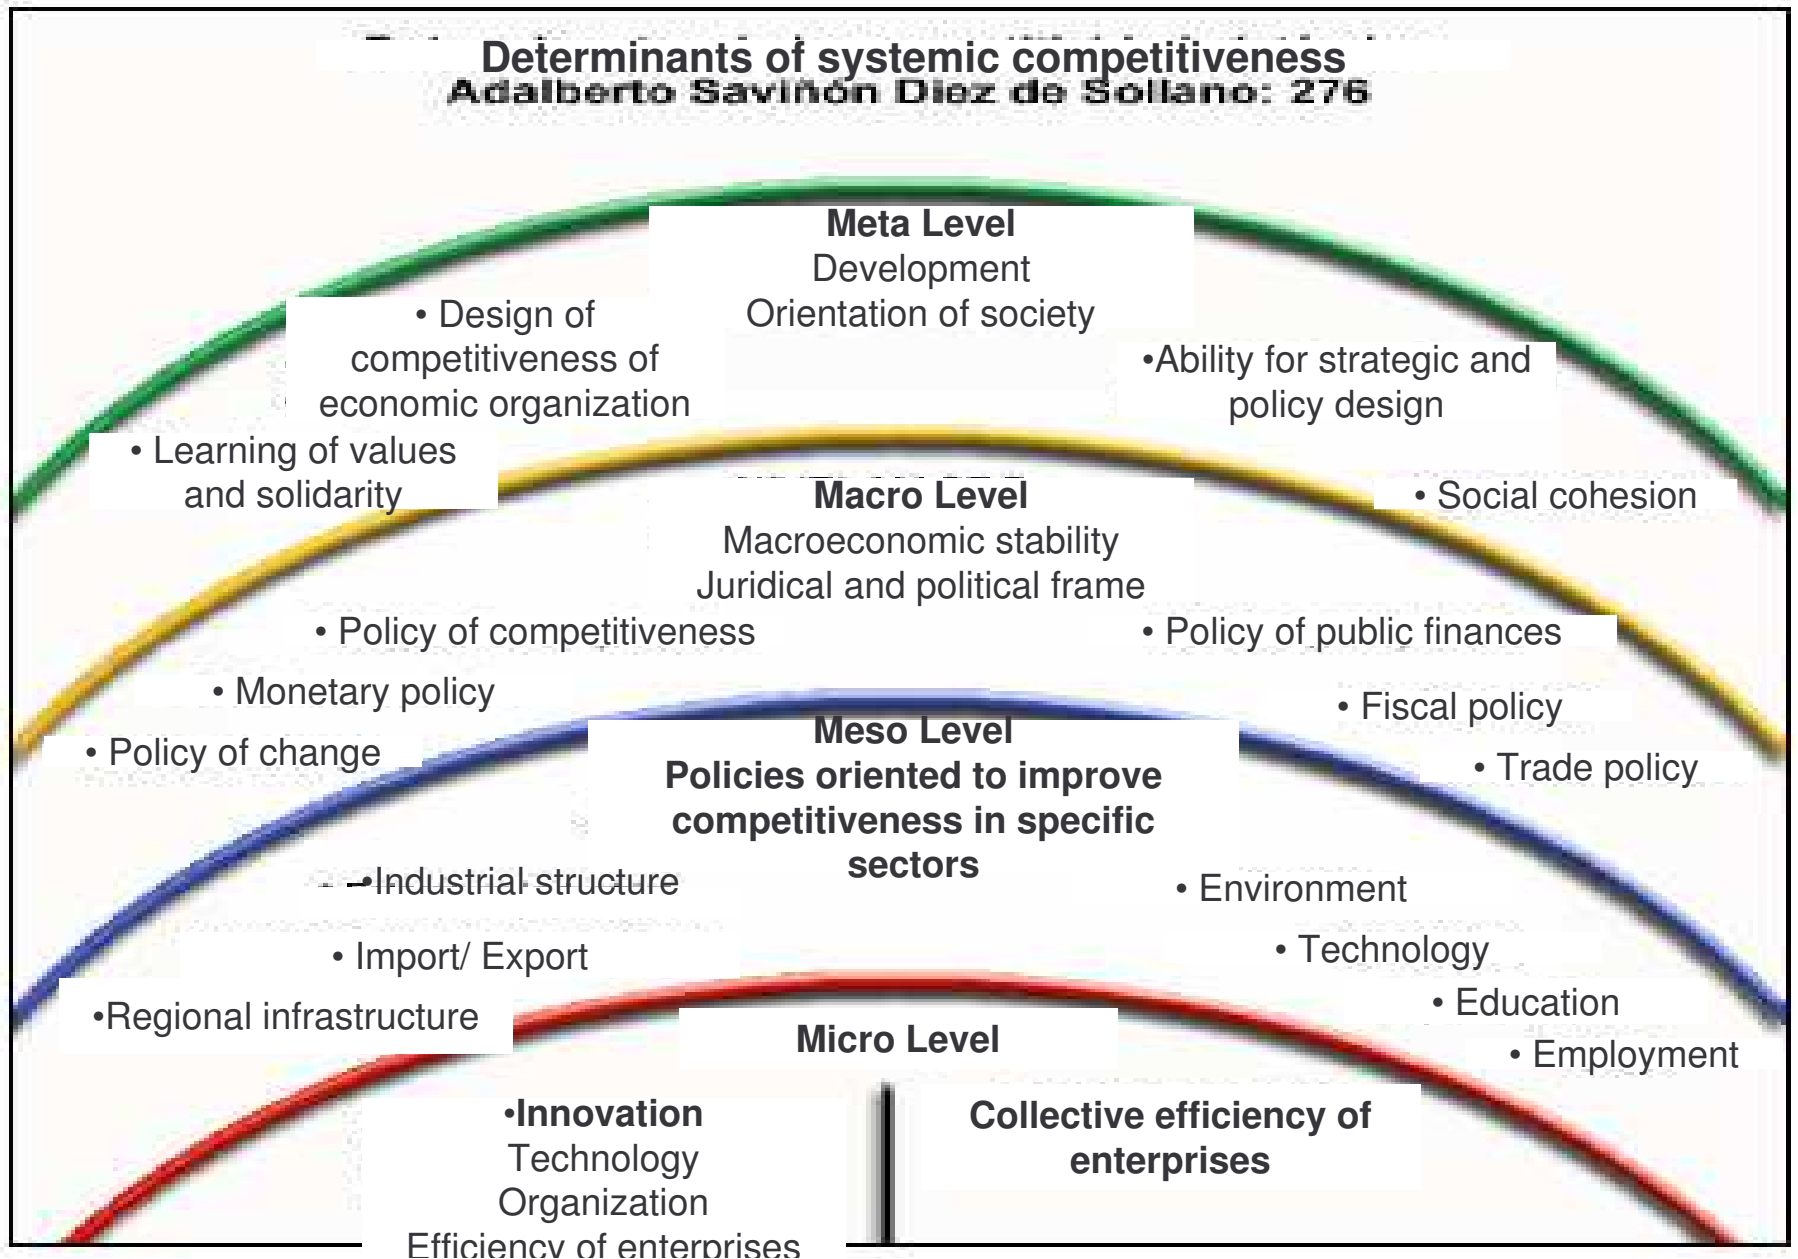 Determinants of systemic competitiveness
Adalberto Saviñón Diez de Sollano: 276
Meta Level
Development
Orientation of society
• Design of
competitiveness of
economic organization
•Ability for strategic and
policy design
• Learning of values
and solidarity
• Social cohesion
Macro Level
Macroeconomic stability
Juridical and political frame
• Policy of competitiveness
• Policy of public finances
• Monetary policy
• Fiscal policy
• Policy of change
• Trade policy
Meso Level
Policies oriented to improve
competitiveness in specific
sectors
•Industrial structure
• Environment
• Import/ Export
• Technology
•Regional infrastructure
• Education
• Employment
Micro Level
•Innovation
Technology
Organization
Efficiency of enterprises
Collective efficiency of
enterprises